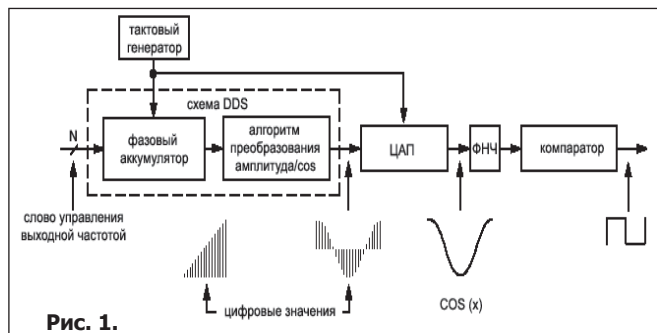 тактовый
генератор
схема DDS
N
фазовый
аккумулятор
алгоритм
преобразования
амплитуда/cos
ЦАП
ФНЧ
компаратор
слово управления
выходной частотой
цифровые значения
COS (x)
Рис. 1.